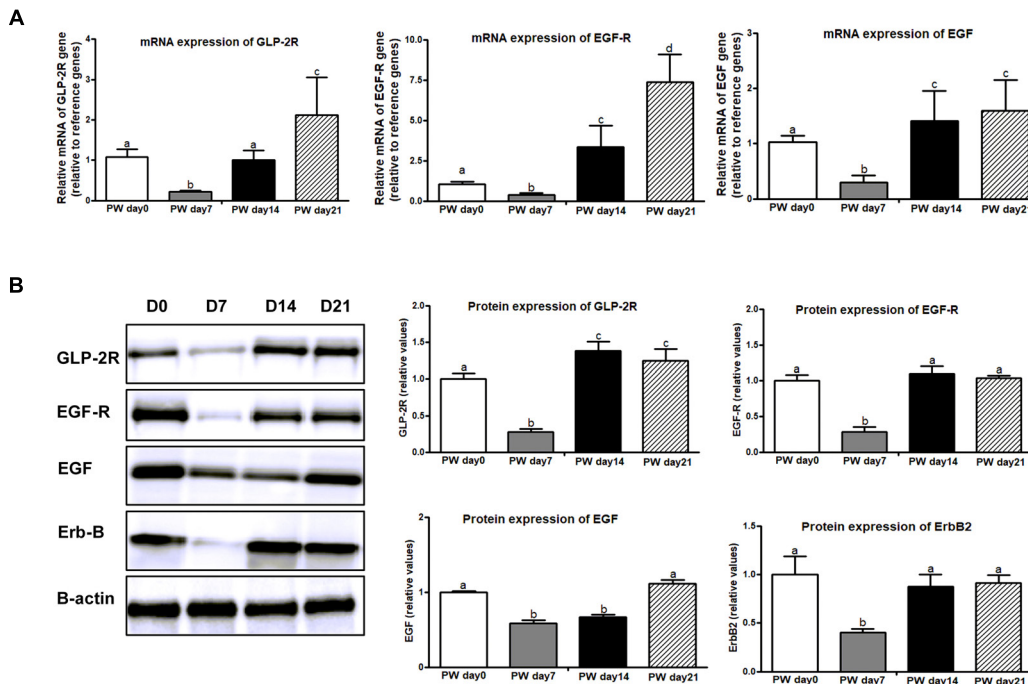 A
mRNA expression of GLP-2R
Relative mRNA of GLP-2R gene
(relative to reference genes)
4
3
2
1
0
a
b
a
c
PW day0
PW day7
PW day14
PW day21
mRNA expression of EGF-R
Relative mRNA of EGF-R gene
(relative to reference genes)
10.0
7.5
5.0
2.5
0.0
a
b
c
d
PW day0
PW day7
PW day14
PW day21
mRNA expression of EGF
Relative mRNA of EGF gene
(relative to reference genes)
3
2
1
0
a
b
c
c
PW day0
PW day7
PW day14
PW day21
B
D0 D7 D14 D21
GLP-2R
EGF-R
EGF
Erb-B
B-actin
Protein expression of GLP-2R
GLP-2R (relative values)
2.0
1.5
1.0
0.5
0.0
a
b
c
c
PW day0
PW day7
PW day14
PW day21
Protein expression of EGF-R
EGF-R (relative values)
2.0
1.5
1.0
0.5
0.0
a
b
a
a
PW day0
PW day7
PW day14
PW day21
Protein expression of EGF
EGF (relative values)
2
1
0
a
b
b
a
PW day0
PW day7
PW day14
PW day21
Protein expression of ErbB2
ErbB2 (relative values)
1.5
1.0
0.5
0.0
a
b
a
a
PW day0
PW day7
PW day14
PW day21